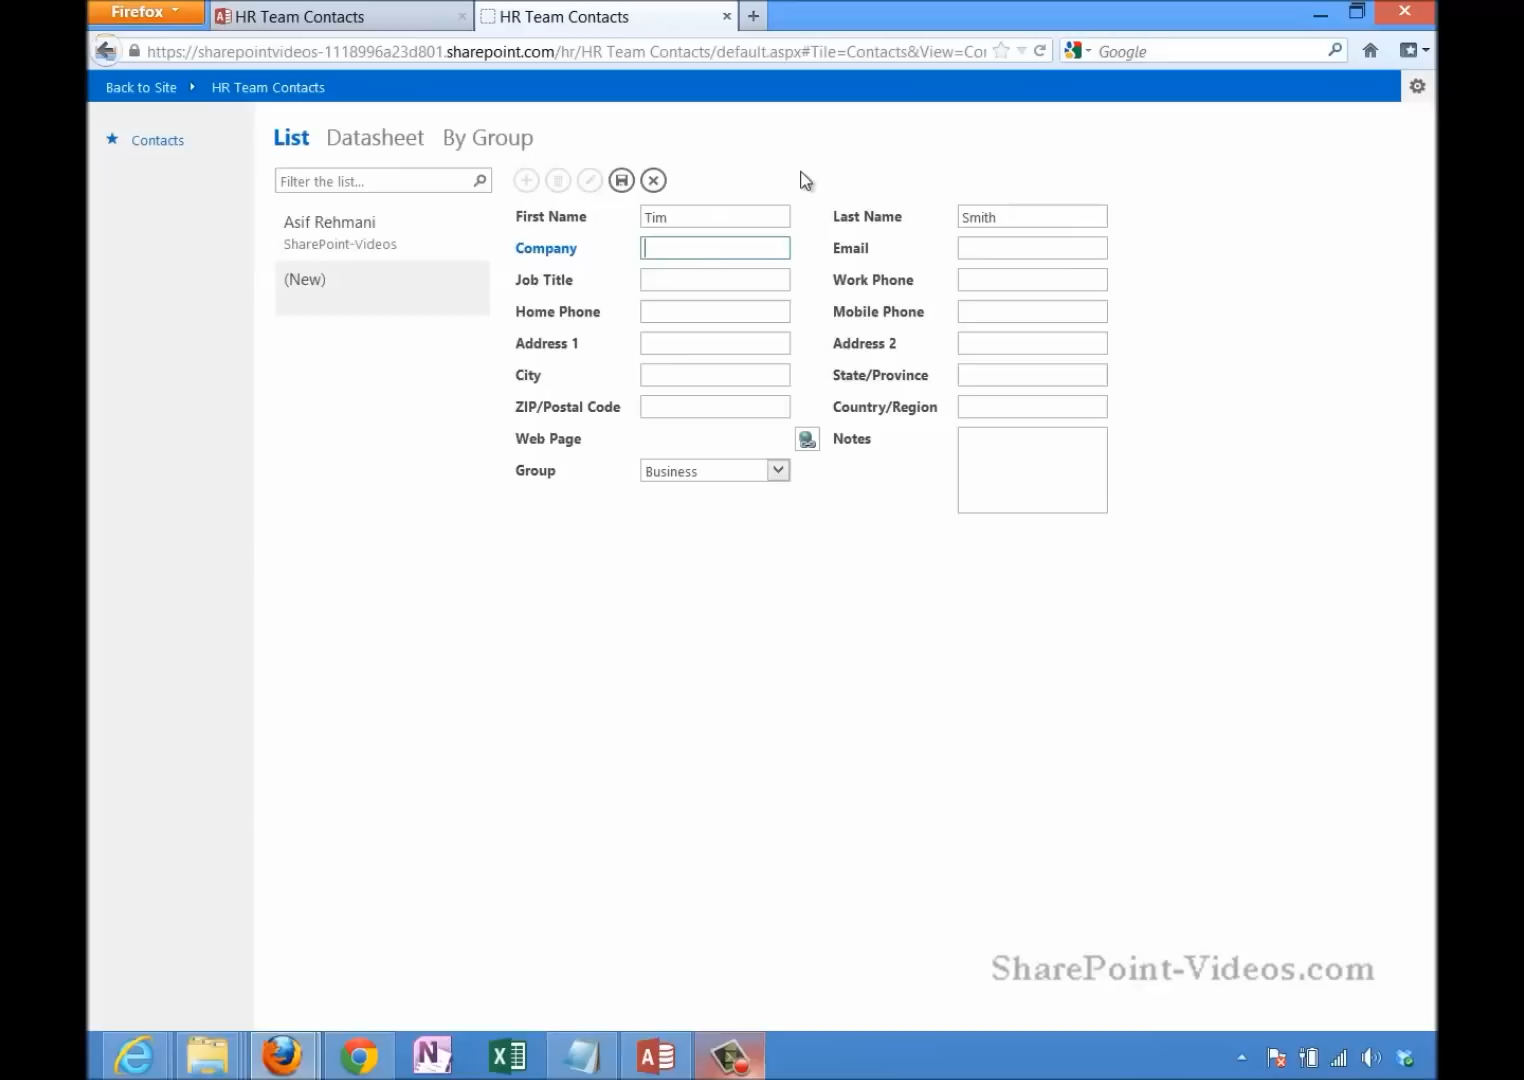 Firefox
HR Team Contacts
HR Team Contacts
https://sharepointvideos-1118996a23d801.sharepoint.com/hr/HR Team Contacts/default.aspx#Tile=Contacts&View=Cor
Google
Back to Site HR Team Contacts
Contacts
List Datasheet By Group
Filter the list...
Asif Rehmani
SharePoint-Videos
(New)
First Name Tim Last Name Smith
Company Email
Job Title Work Phone
Home Phone Mobile Phone
Address 1 Address 2
City State/Province
ZIP/Postal Code Country/Region
Web Page Notes
Group Business
SharePoint-Videos.com